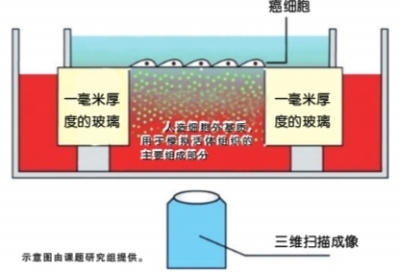 癌细胞
一毫米厚
度的玻璃
人造细胞外基质，
用于模拟活体组织的
主要组成部分
一毫米厚
度的玻璃
三维扫描成像
示意图由课题研究组提供。